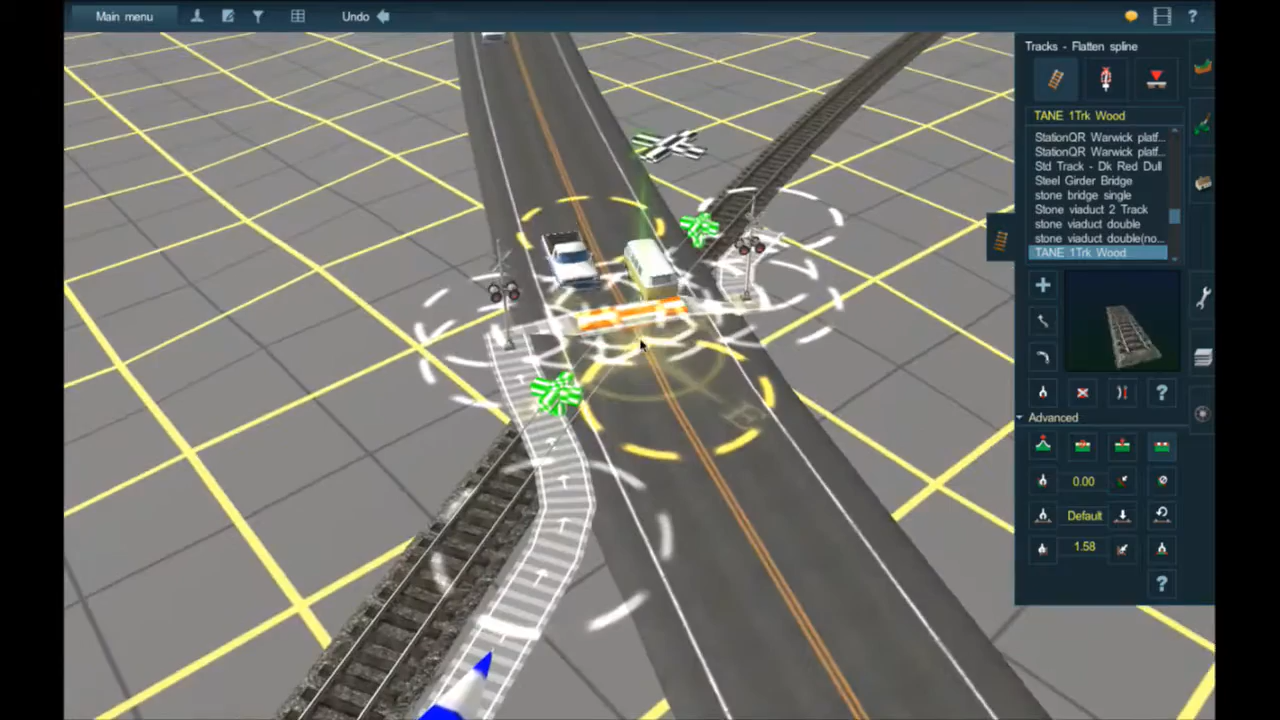 Main menu
Undo
?
Tracks - Flatten spline
TANE 1Trk Wood
StationQR Warwick platf...
StationQR Warwick platf...
Std Track - Dk Red Dull
Steel Girder Bridge
stone bridge single
Stone viaduct 2 Track
stone viaduct double
stone viaduct double(no...
TANE 1Trk Wood
?
Advanced
0.00
Default
1.58
?
E